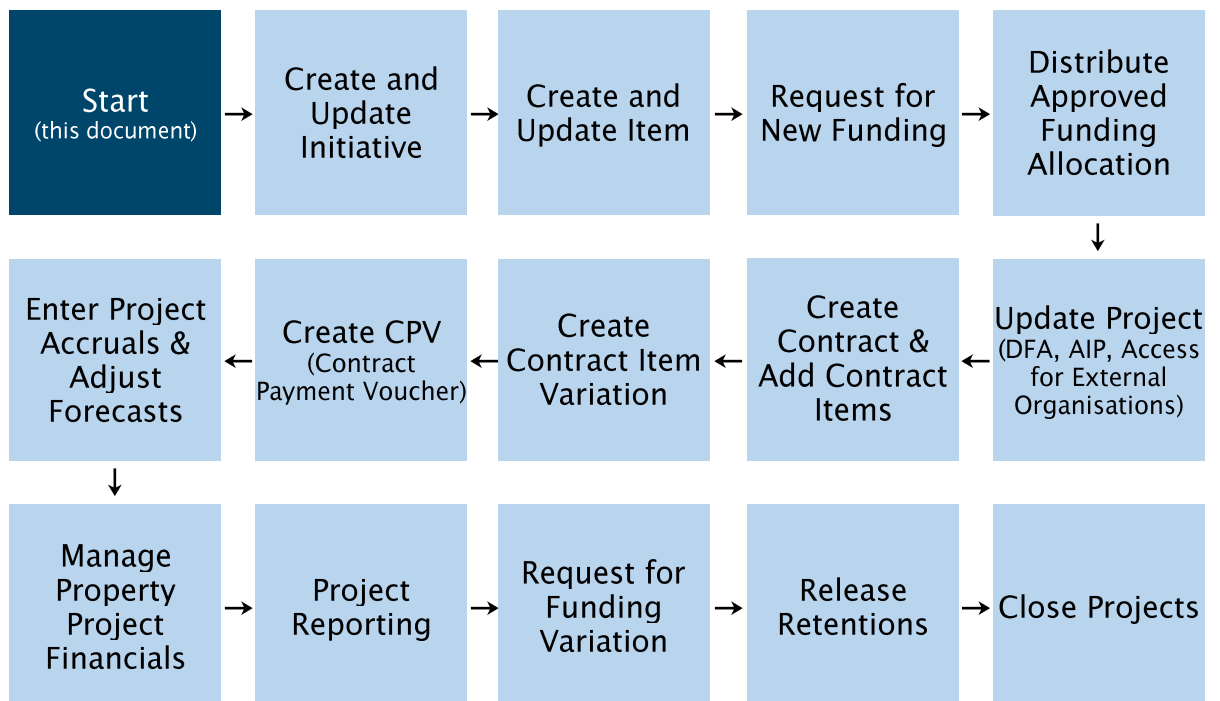 Start
(this document)
Create and
Update
Initiative
Create and
Update Item
Request for
New Funding
Distribute
Approved
Funding
Allocation
Update Project
(DFA, AIP, Access
for External
Organisations)
Create
Contract &
Add Contract
Items
Create
Contract Item
Variation
Create CPV
(Contract
Payment Voucher)
Enter Project
Accruals &
Adjust
Forecasts
Manage
Property
Project
Financials
Project
Reporting
Request for
Funding
Variation
Release
Retentions
Close Projects